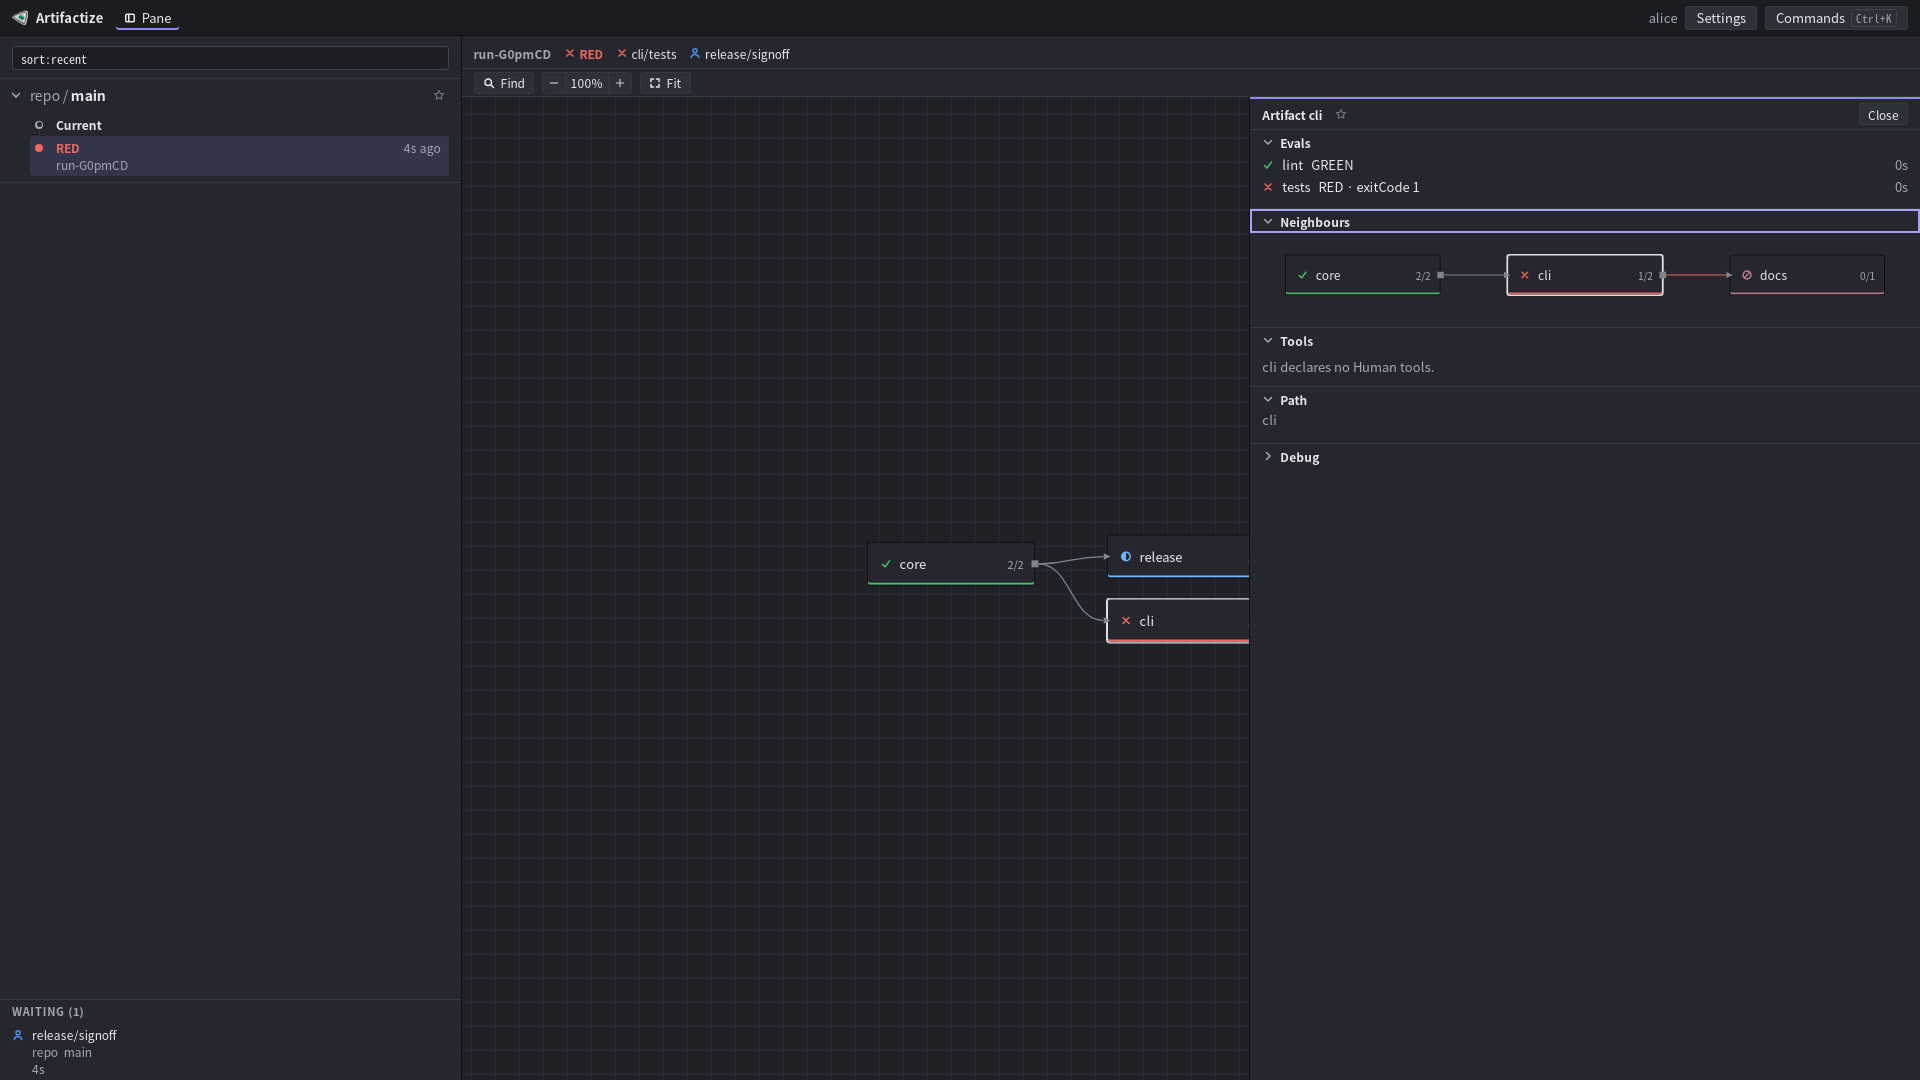 Artifactize Pane alice Settings Commands Ctrl+K
sort:recent
repo / main
Current
RED 4s ago
run-G0pmCD
WAITING (1)
release/signoff
repo main
4s
run-G0pmCD RED cli/tests release/signoff
Find 100% Fit
core 2/2
release
cli
Artifact cli Close
Evals
lint GREEN 0s
tests RED · exitCode 1 0s
Neighbours
core 2/2 cli 1/2 docs 0/1
Tools
cli declares no Human tools.
Path
cli
Debug